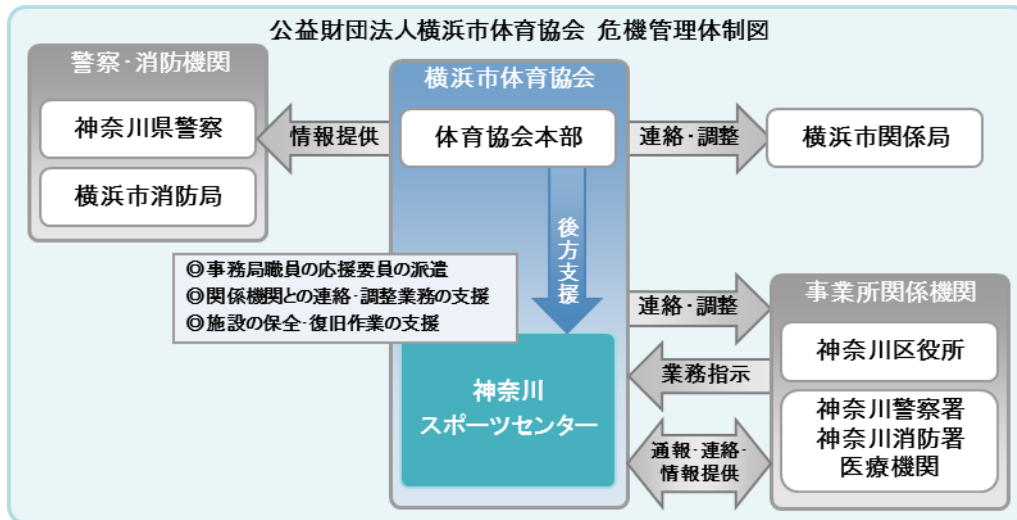 公益財団法人横浜市体育協会 危機管理体制図
警察・消防機関
神奈川県警察
横浜市消防局
情報提供
横浜市体育協会
体育協会本部
連絡・調整
横浜市関係局
後方支援
◎事務局職員の応援要員の派遣
◎関係機関との連絡・調整業務の支援
◎施設の保全・復旧作業の支援
神奈川
スポーツセンター
連絡・調整
業務指示
通報・連絡・
情報提供
事業所関係機関
神奈川区役所
神奈川警察署
神奈川消防署
医療機関